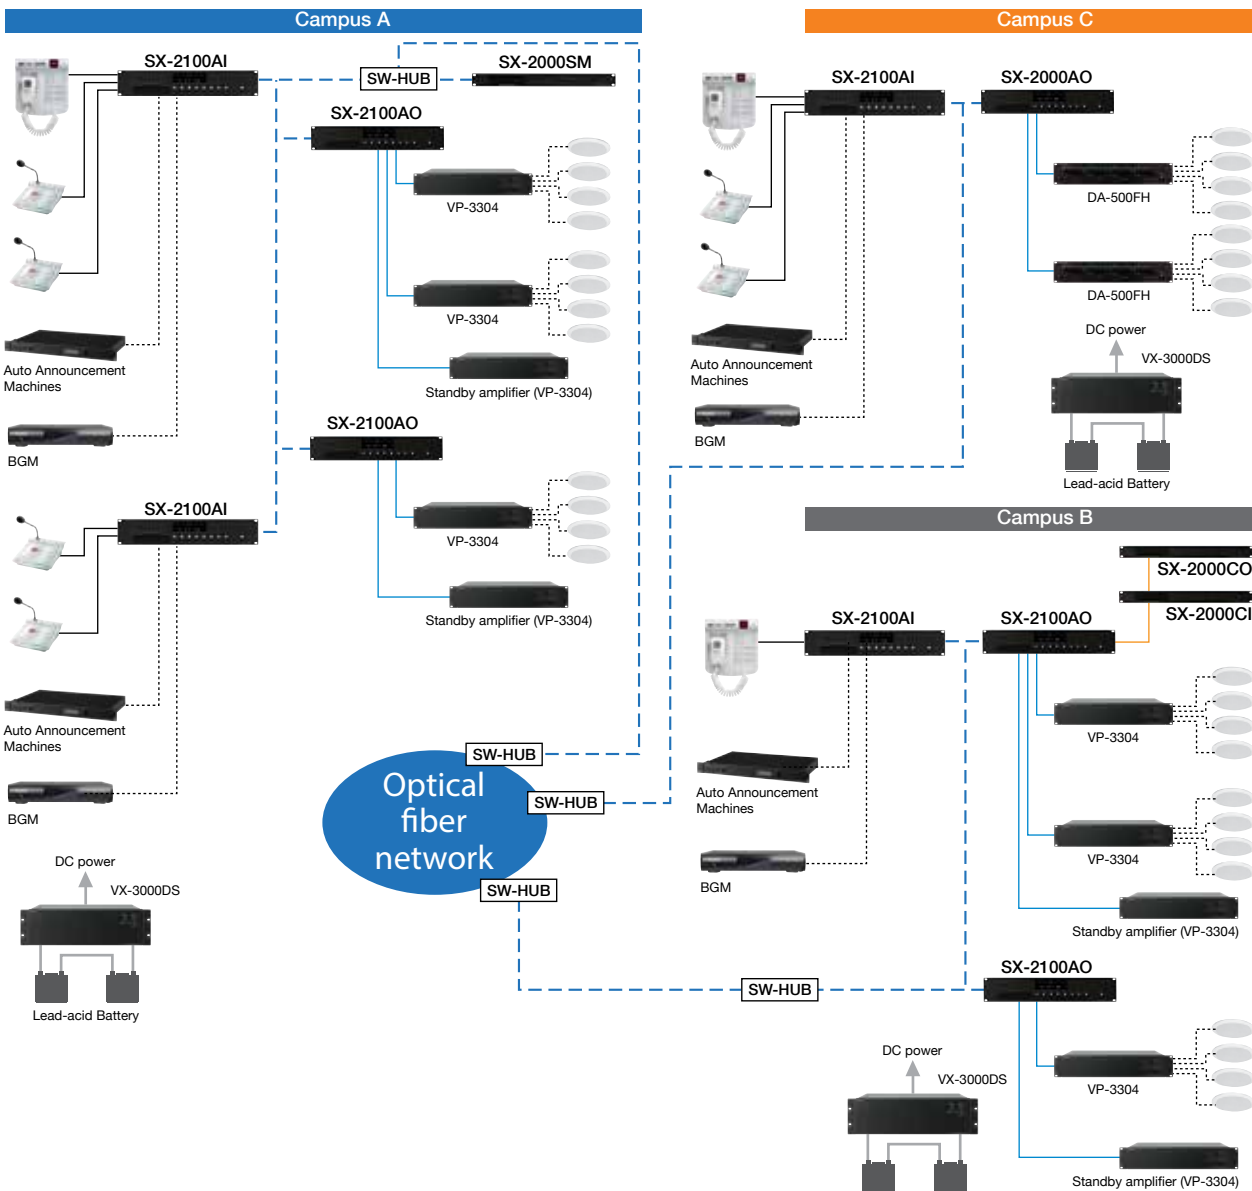 Campus A
SX-2100AI
SW-HUB
SX-2000SM
SX-2100AO
VP-3304
VP-3304
Auto Announcement
Machines
Standby amplifier (VP-3304)
BGM
SX-2100AO
SX-2100AI
VP-3304
Standby amplifier (VP-3304)
Auto Announcement
Machines
BGM
DC power
VX-3000DS
Lead-acid Battery
SW-HUB
Optical
fiber
network
SW-HUB
SW-HUB
SW-HUB
Campus C
SX-2100AI
SX-2000AO
DA-500FH
DA-500FH
Auto Announcement
Machines
BGM
DC power
VX-3000DS
Lead-acid Battery
Campus B
SX-2000CO
SX-2000CI
SX-2100AI
SX-2100AO
VP-3304
Auto Announcement
Machines
VP-3304
BGM
Standby amplifier (VP-3304)
SX-2100AO
DC power
VX-3000DS
VP-3304
Standby amplifier (VP-3304)